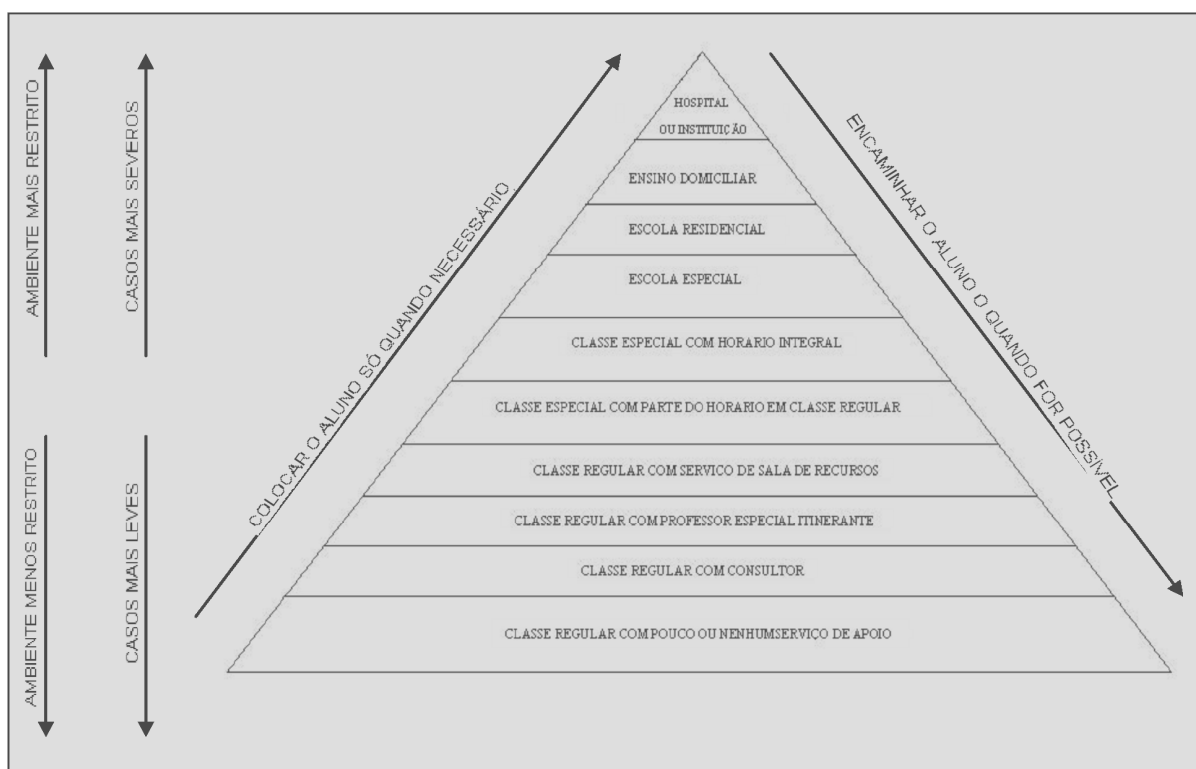 AMBIENTE MAIS RESTRITO
CASOS MAIS SEVEROS
AMBIENTE MENOS RESTRITO
CASOS MAIS LEVES
COLOCAR O ALUNO SÓ QUANDO NECESSÁRIO
HOSPITAL
OU INSTITUIÇÃO
ENSINO DOMICILIAR
ESCOLA RESIDENCIAL
ESCOLA ESPECIAL
CLASSE ESPECIAL COM HORARIO INTEGRAL
CLASSE ESPECIAL COM PARTE DO HORARIO EM CLASSE REGULAR
CLASSE REGULAR COM SERVICO DE SALA DE RECURSOS
CLASSE REGULAR COM PROFESSOR ESPECIAL ITINERANTE
CLASSE REGULAR COM CONSULTOR
CLASSE REGULAR COM POUCO OU NENHUMSERVIÇO DE APOIO
ENCAMINHAR O ALUNO O QUANDO FOR POSSÍVEL